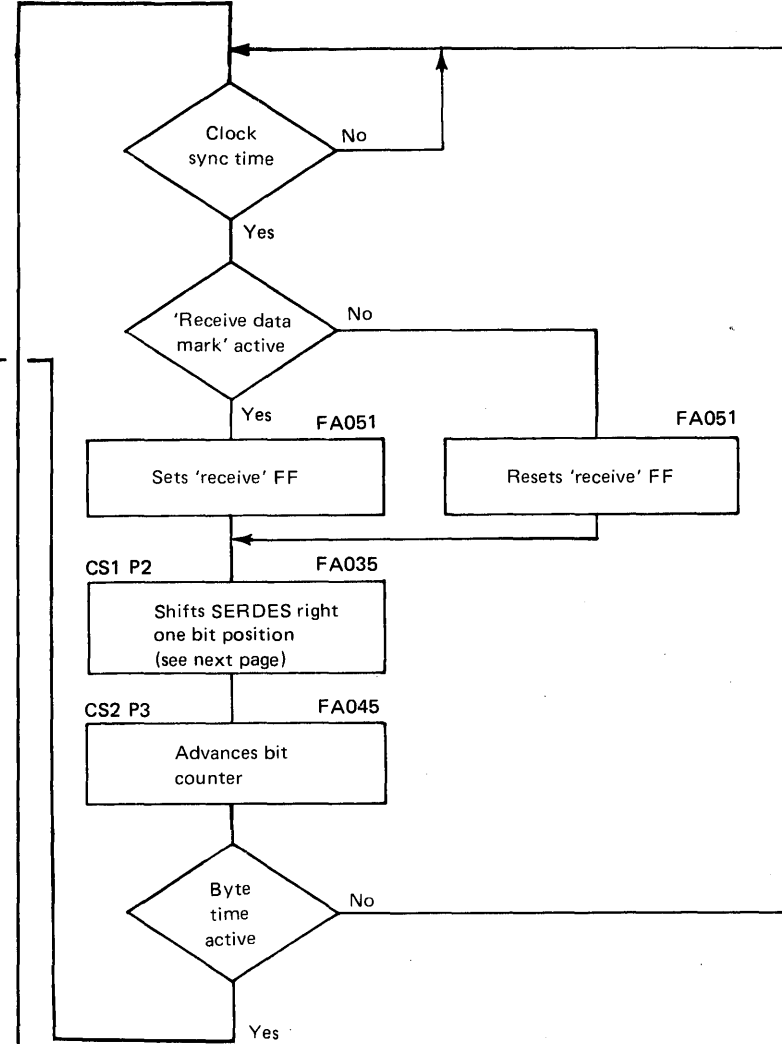 Clock
sync time
No
Yes
'Receive data
mark' active
No
Yes
FA051
Sets 'receive' FF
FA051
Resets 'receive' FF
CS1 P2
FA035
Shifts SERDES right
one bit position
(see next page)
CS2 P3
FA045
Advances bit
counter
Byte
time
active
No
Yes